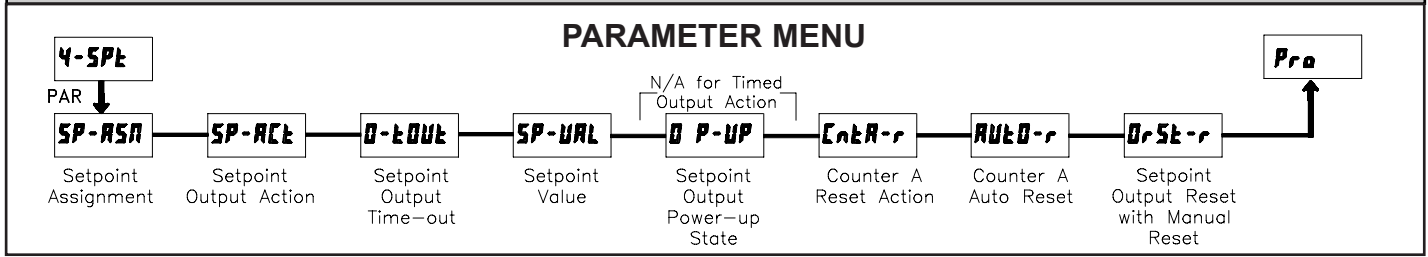 PARAMETER MENU
4-SPt
Pro
PAR
N/A for Timed
Output Action
SP-ASN
SP-ACt
O-tOUt
SP-VAL
O P-UP
CntA-r
AUtO-r
OrSt-r
Setpoint
Assignment
Setpoint
Output Action
Setpoint
Output
Time-out
Setpoint
Value
Setpoint
Output
Power-up
State
Counter A
Reset Action
Counter A
Auto Reset
Setpoint
Output Reset
with Manual
Reset